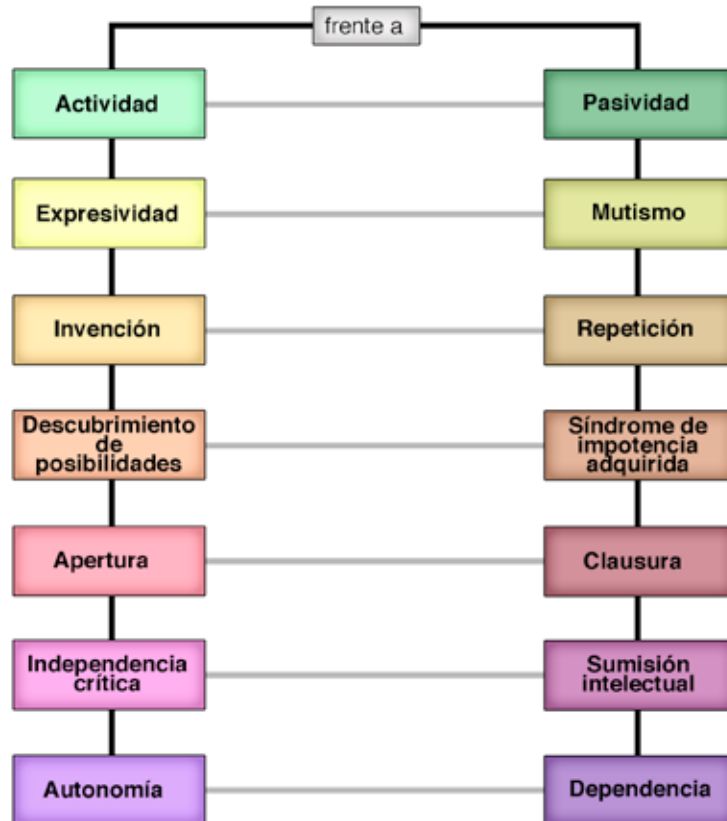 frente a
Actividad
Pasividad
Expresividad
Mutismo
Invención
Repetición
Descubrimiento
de
posibilidades
Síndrome de
impotencia
adquirida
Apertura
Clausura
Independencia
crítica
Sumisión
intelectual
Autonomía
Dependencia